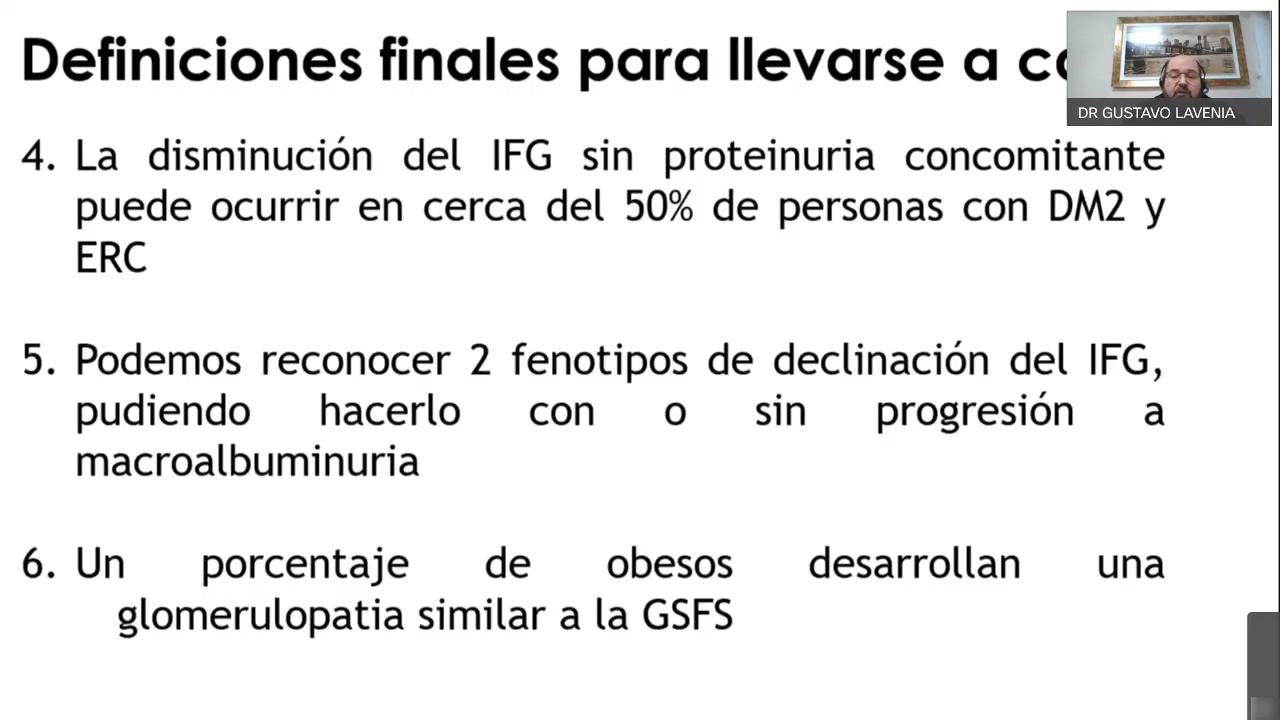 Definiciones finales para llevarse a
DR GUSTAVO LAVENIA
4. La disminución del IFG sin proteinuria concomitante
puede ocurrir en cerca del 50% de personas con DM2 y
ERC
5. Podemos reconocer 2 fenotipos de declinación del IFG,
pudiendo hacerlo con o sin progresión a
macroalbuminuria
6. Un porcentaje de obesos desarrollan una
glomerulopatia similar a la GSFS